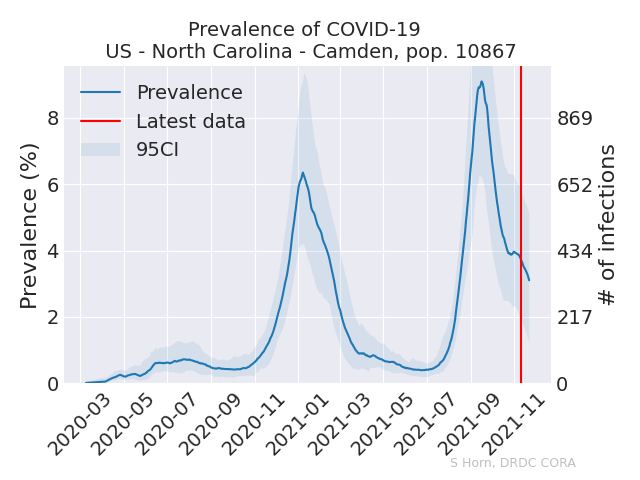 Prevalence of COVID-19
US - North Carolina - Camden, pop. 10867
Prevalence
Latest data
95CI
Prevalence (%)
8
6
4
2
0
869
652
434
217
0
# of infections
2020-03
2020-05
2020-07
2020-09
2020-11
2021-01
2021-03
2021-05
2021-07
2021-09
2021-11
S Horn, DRDC CORA